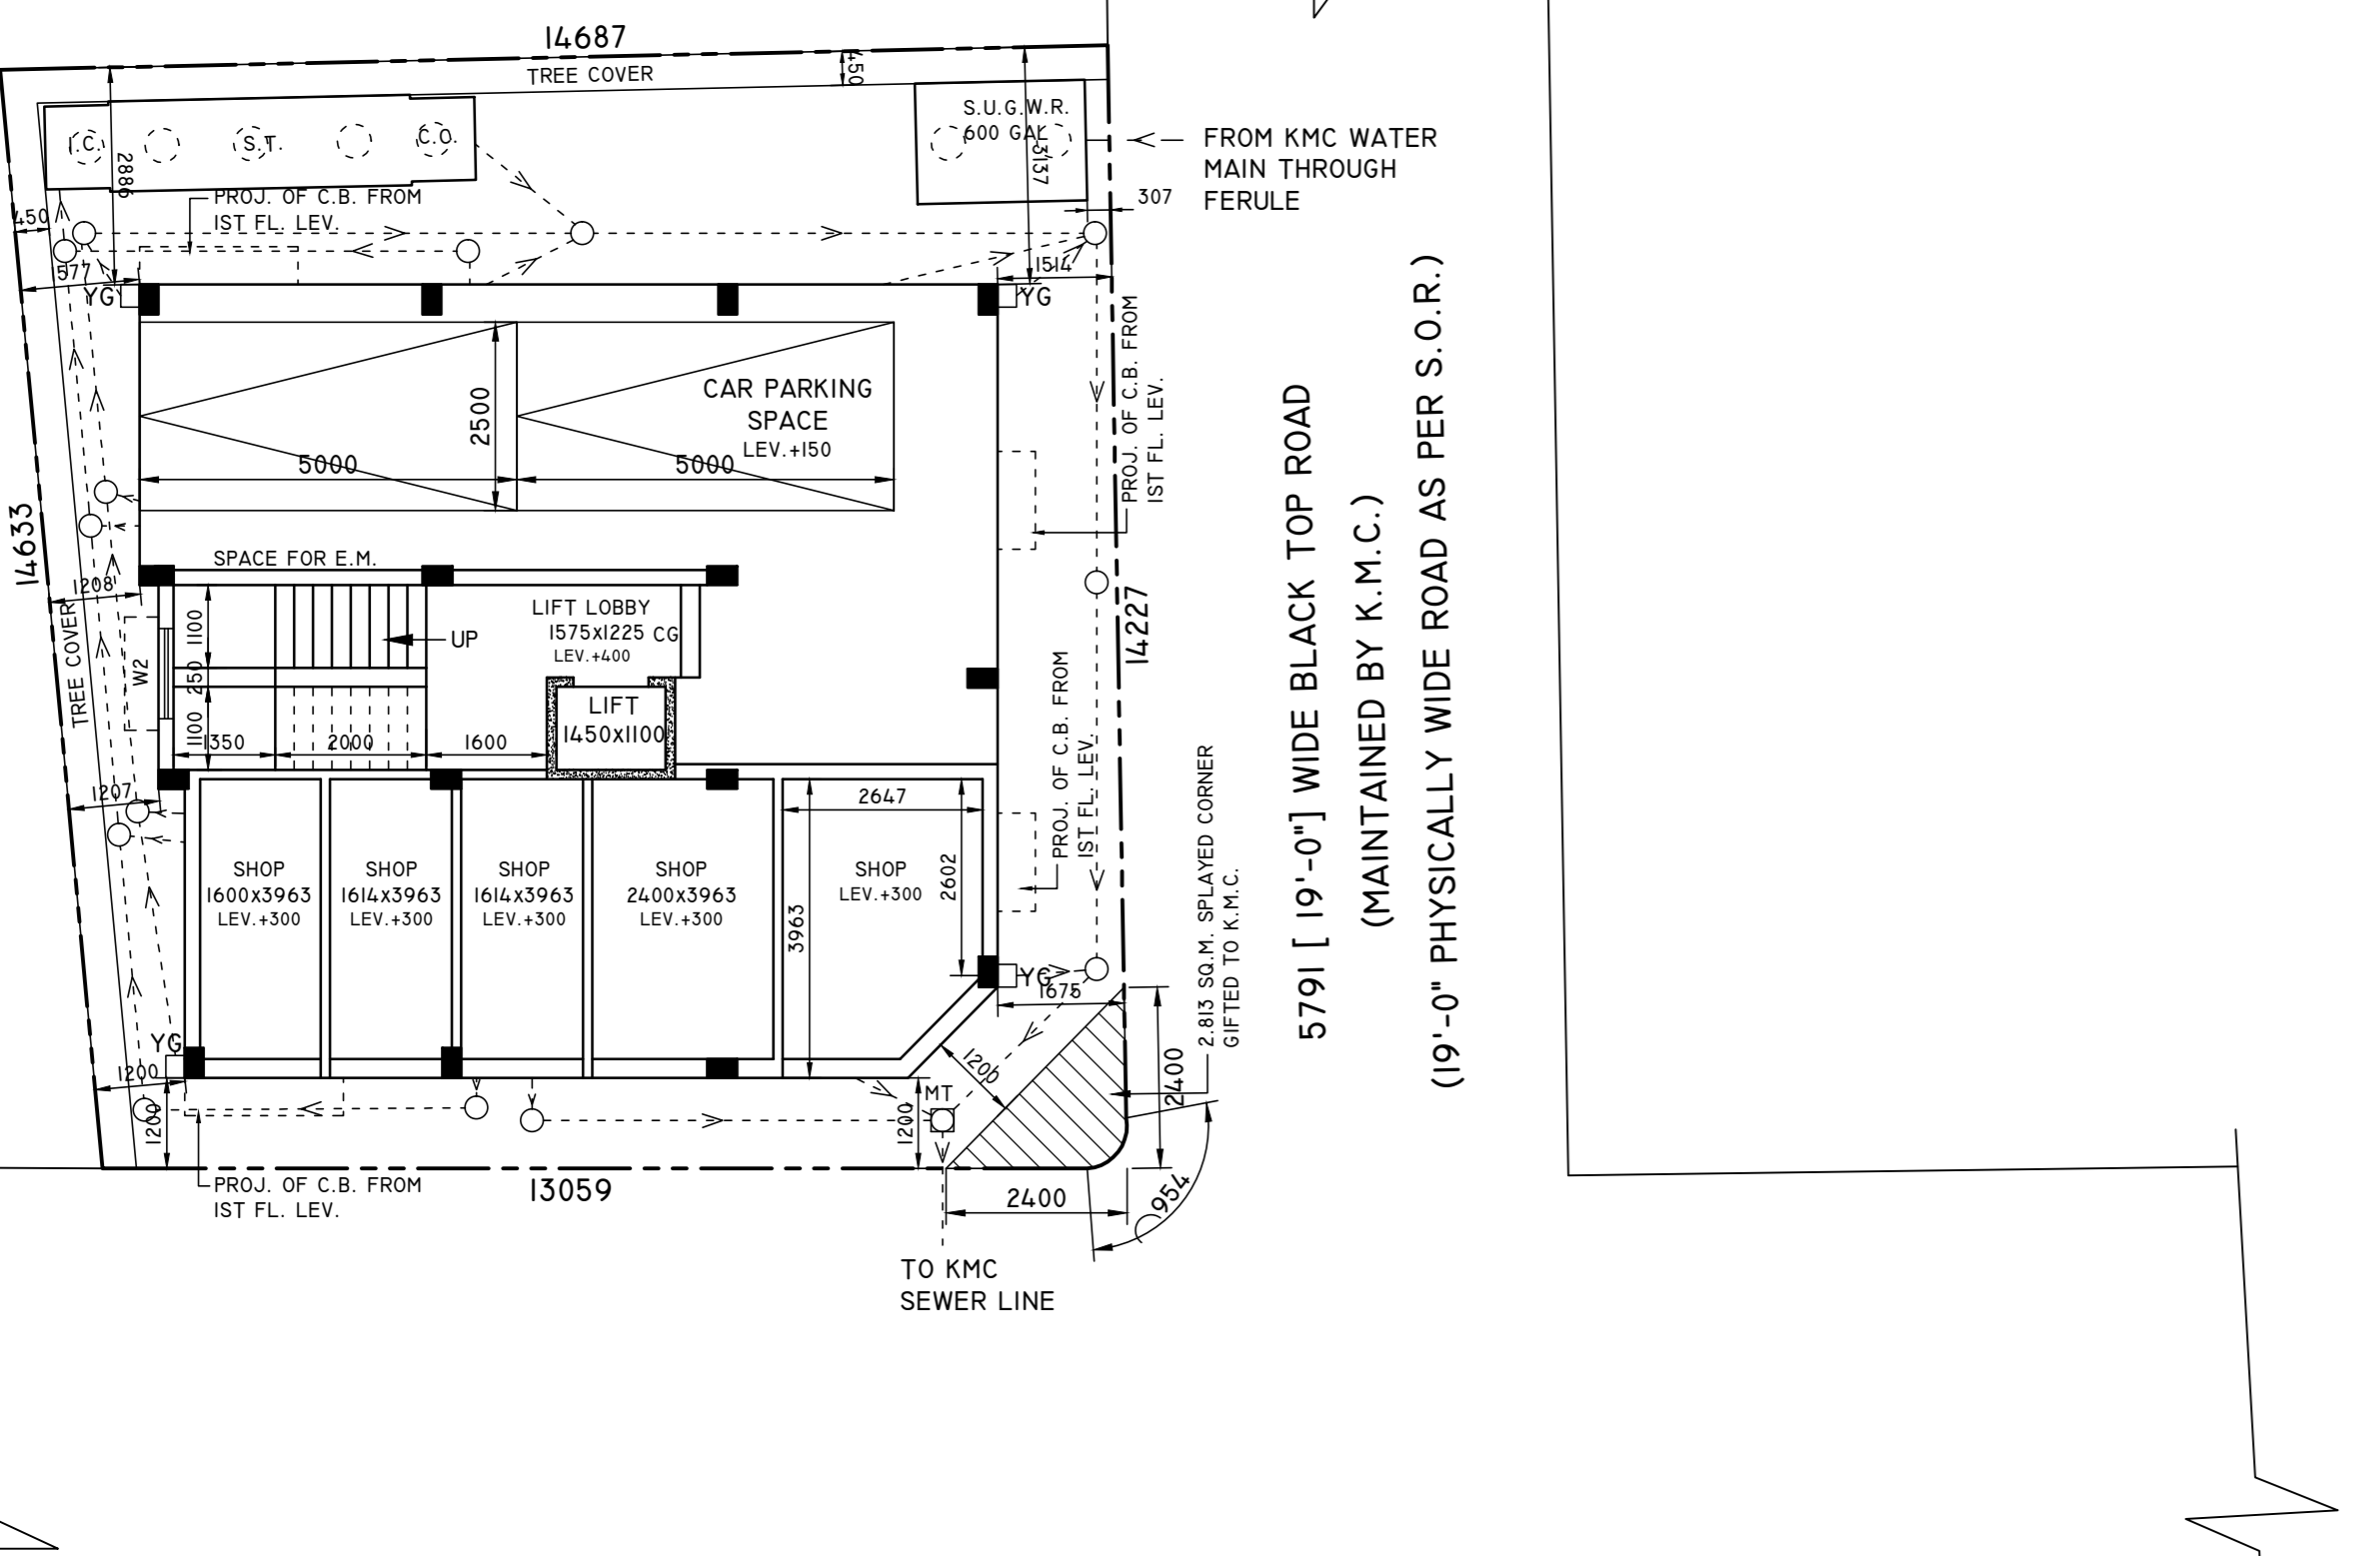 14687
TREE COVER
450
I.C.
S.T.
C.O.
2886
S.U.G.W.R.
600 GAL
3137
FROM KMC WATER
MAIN THROUGH
FERULE
307
PROJ. OF C.B. FROM
IST FL. LEV.
450
1577
1514
YG
YG
CAR PARKING
SPACE
LEV.+150
2500
5000
5000
PROJ. OF C.B. FROM
IST FL. LEV.
14633
SPACE FOR E.M.
1208
TREE COVER
W2
1100
250
1100
UP
LIFT LOBBY
1575x1225
CG
LEV.+400
LIFT
1450x1100
1350
2000
1600
14227
PROJ. OF C.B. FROM
IST FL. LEV.
1207
2647
2602
3963
SHOP
1600x3963
LEV.+300
SHOP
1614x3963
LEV.+300
SHOP
1614x3963
LEV.+300
SHOP
2400x3963
LEV.+300
SHOP
LEV.+300
YG
1675
YG
1200
1200
1200
1200
MT
2400
2400
954
2.813 SQ.M. SPLAYED CORNER
GIFTED TO K.M.C.
5791 [ 19'-0"] WIDE BLACK TOP ROAD
(MAINTAINED BY K.M.C.)
(19'-0" PHYSICALLY WIDE ROAD AS PER S.O.R.)
PROJ. OF C.B. FROM
IST FL. LEV.
13059
TO KMC
SEWER LINE